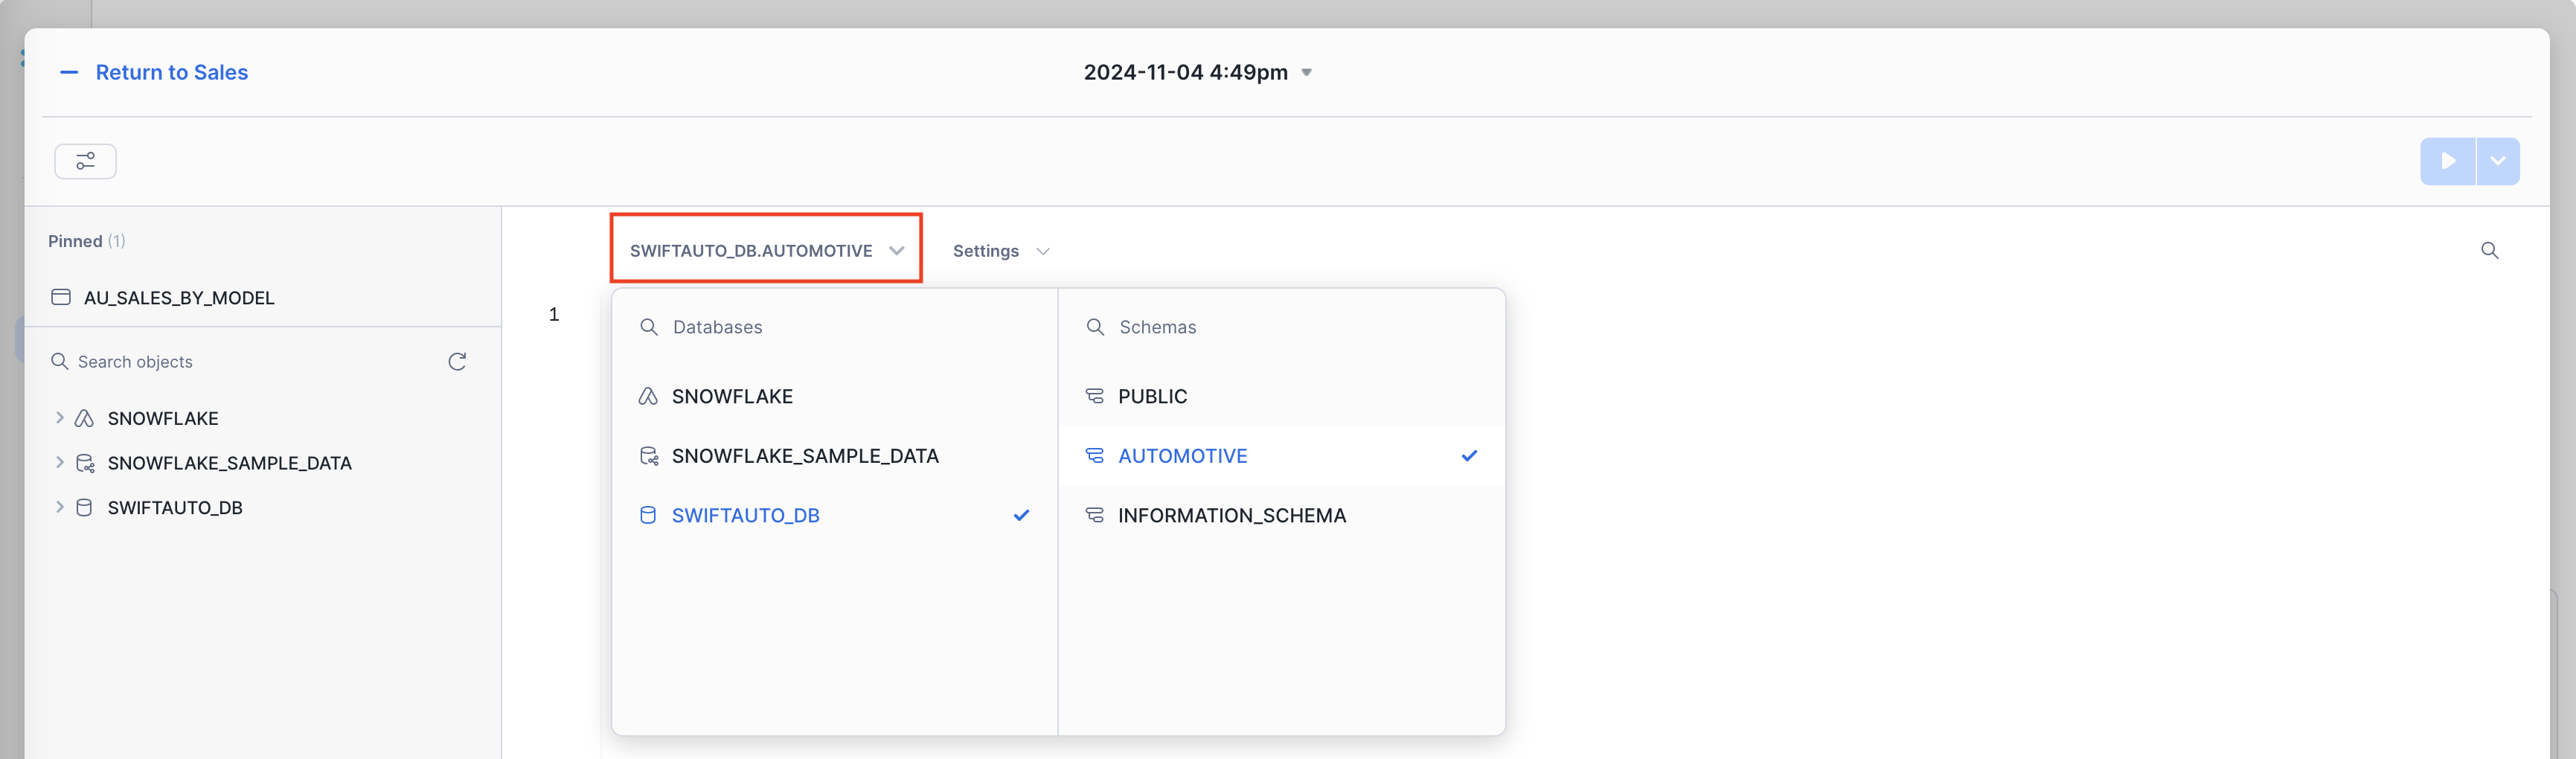 Return to Sales
2024-11-04 4:49pm
Pinned (1)
AU_SALES_BY_MODEL
Search objects
SNOWFLAKE
SNOWFLAKE_SAMPLE_DATA
SWIFTAUTO_DB
SWIFTAUTO_DB.AUTOMOTIVE
Settings
1
Databases
SNOWFLAKE
SNOWFLAKE_SAMPLE_DATA
SWIFTAUTO_DB
Schemas
PUBLIC
AUTOMOTIVE
INFORMATION_SCHEMA